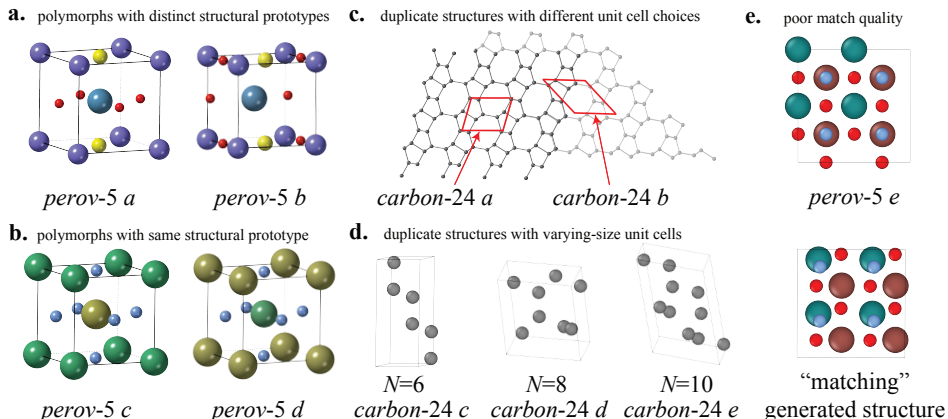 a. polymorphs with distinct structural prototypes
perov-5 a
perov-5 b
b. polymorphs with same structural prototype
perov-5 c
perov-5 d
c. duplicate structures with different unit cell choices
carbon-24 a
carbon-24 b
d. duplicate structures with varying-size unit cells
N=6
carbon-24 c
N=8
carbon-24 d
N=10
carbon-24 e
e. poor match quality
perov-5 e
“matching”
generated structure